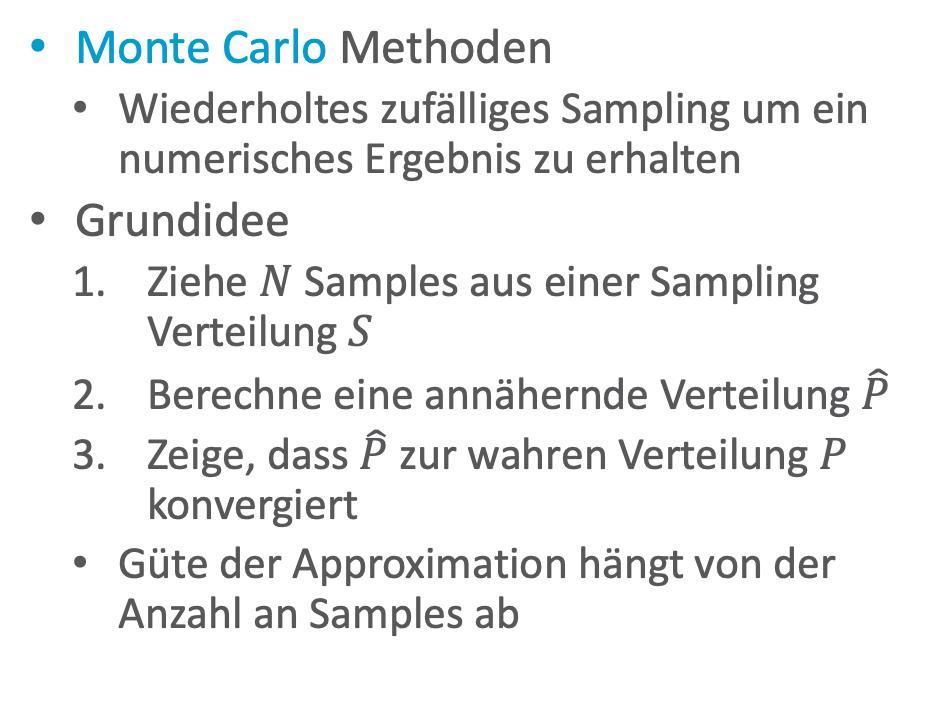 • Monte Carlo Methoden
• Wiederholtes zufälliges Sampling um ein
numerisches Ergebnis zu erhalten
• Grundidee
1. Ziehe N Samples aus einer Sampling
Verteilung S
2. Berechne eine annähernde Verteilung P̂
3. Zeige, dass P̂ zur wahren Verteilung P
konvergiert
• Güte der Approximation hängt von der
Anzahl an Samples ab